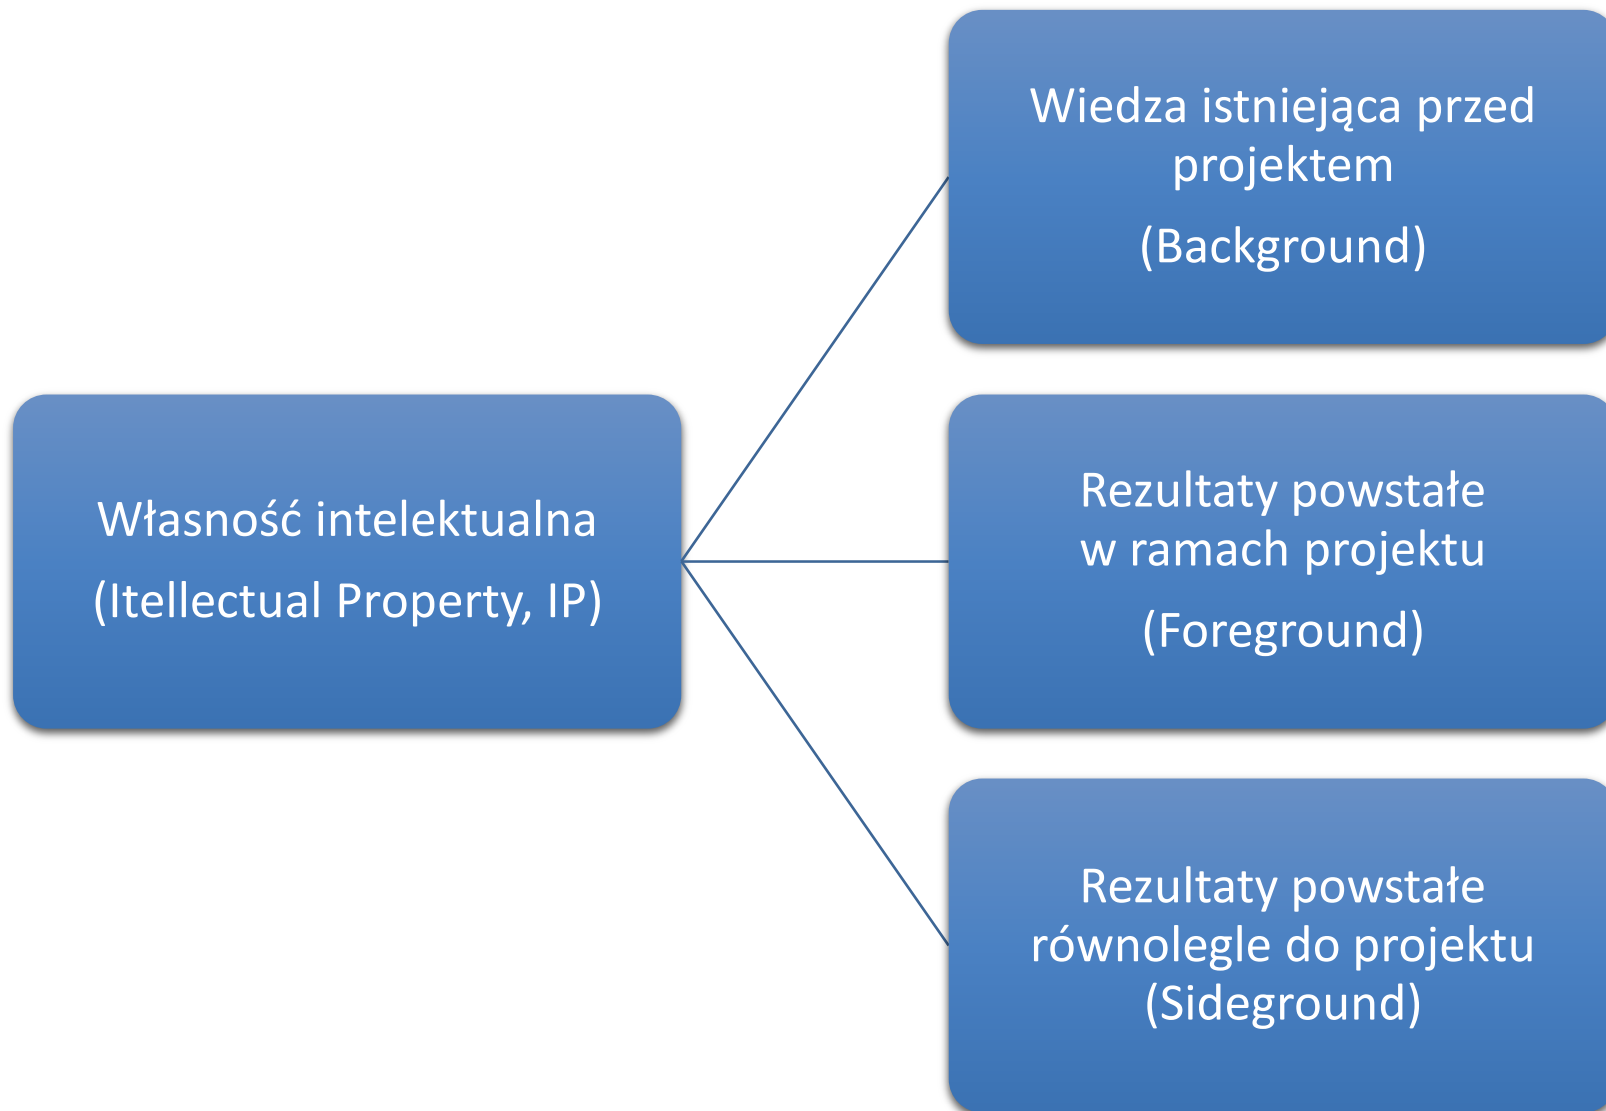 Wiedza istniejąca przed
projektem
(Background)
Własność intelektualna
(Itellectual Property, IP)
Rezultaty powstałe
w ramach projektu
(Foreground)
Rezultaty powstałe
równolegle do projektu
(Sideground)